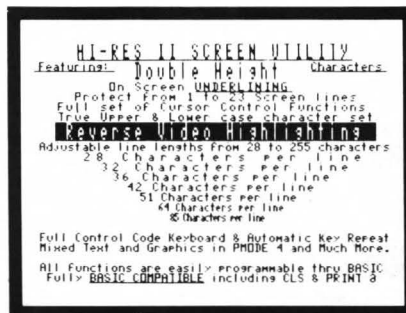 HI-RES II SCREEN UTILITY
Featuring: Double Height Characters
On Screen UNDERLINING
Protect from 1 to 23 Screen lines
Full set of Cursor Control Functions
True Upper & Lower case character set
Reverse Video Highlighting
Adjustable line lengths from 28 to 255 characters
28 Characters per line
32 Characters per line
36 Characters per line
42 Characters per line
51 Characters per line
64 Characters per line
85 Characters per line
Full Control Code Keyboard & Automatic Key Repeat
Mixed Text and Graphics in PMODE 4 and Much More.
All functions are easily programmable thru BASIC
Fully BASIC COMPATIBLE including CLS & PRINT @